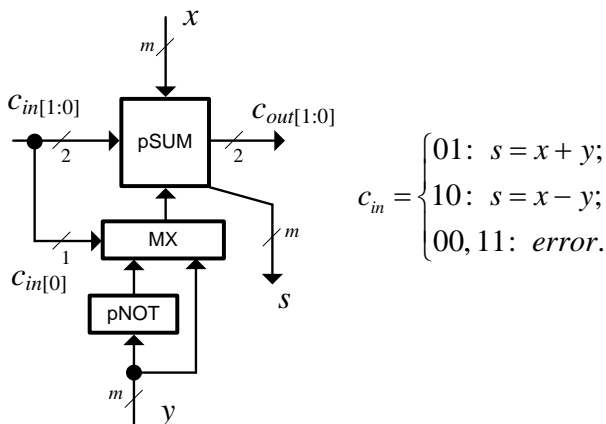 x
m
c_in[1:0]
pSUM
c_out[1:0]
2
2
c_in = { 01: s = x + y;
10: s = x − y;
00, 11: error.
MX
m
1
c_in[0]
s
pNOT
m
y